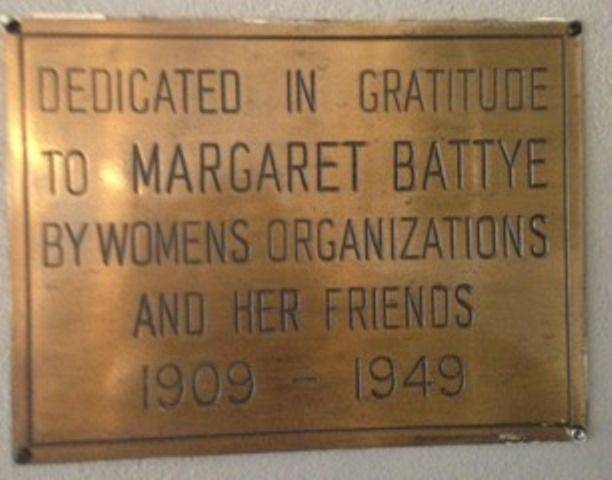 DEDICATED IN GRATITUDE
TO MARGARET BATTYE
BY WOMENS ORGANIZATIONS
AND HER FRIENDS
1909 - 1949